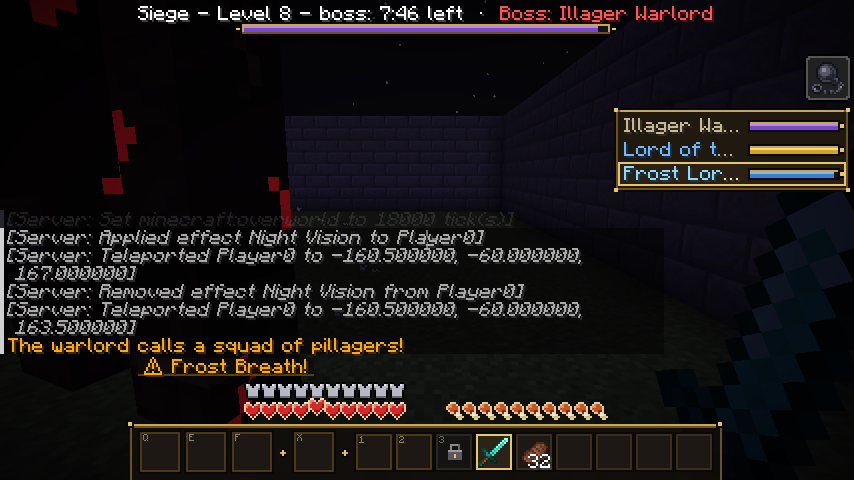 Siege - Level 8 - boss: 7:46 left · Boss: Illager Warlord
Illager Wa...
Lord of t...
Frost Lor...
[Server: Set minecraft:overworld to 18000 tick(s)]
[Server: Applied effect Night Vision to Player0]
[Server: Teleported Player0 to -160.500000, -60.000000,
167.000000]
[Server: Removed effect Night Vision from Player0]
[Server: Teleported Player0 to -160.500000, -60.000000,
163.500000]
The warlord calls a squad of pillagers!
⚠ Frost Breath!
Q E F + X + 1 2 3
32